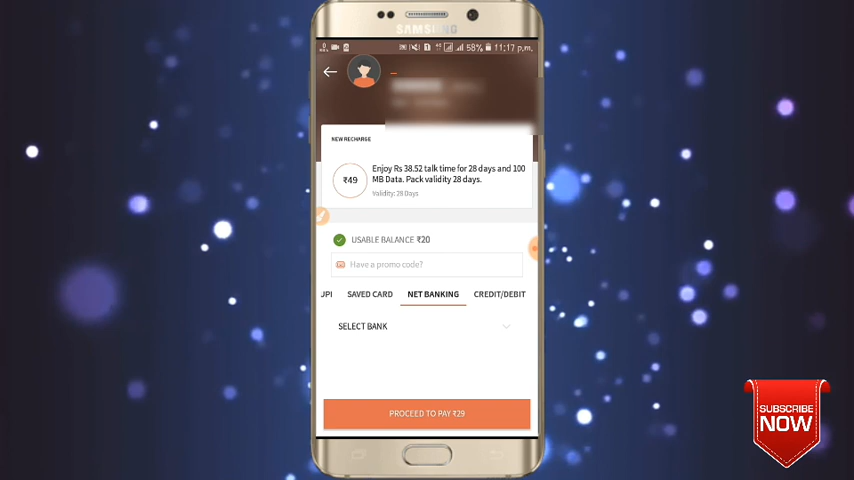 SAMSUNG
58% 11:17 p.m.
NEW RECHARGE
₹49
Enjoy Rs 38.52 talk time for 28 days and 100
MB Data. Pack validity 28 days.
Validity: 28 Days
USABLE BALANCE ₹20
Have a promo code?
UPI SAVED CARD NET BANKING CREDIT/DEBIT
SELECT BANK
PROCEED TO PAY ₹29
SUBSCRIBE
NOW